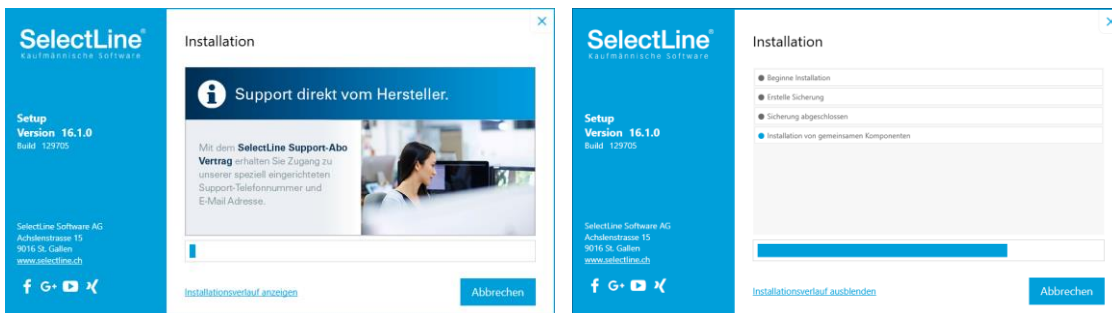 SelectLine®
Kaufmännische Software
Setup
Version 16.1.0
Build 129705
SelectLine Software AG
Achslenstrasse 15
9016 St. Gallen
www.selectline.ch
Installation
Support direkt vom Hersteller.
Mit dem SelectLine Support-Abo
Vertrag erhalten Sie Zugang zu
unserer speziell eingerichteten
Support-Telefonnummer und
E-Mail Adresse.
Installationsverlauf anzeigen
Abbrechen
SelectLine®
Kaufmännische Software
Setup
Version 16.1.0
Build 129705
SelectLine Software AG
Achslenstrasse 15
9016 St. Gallen
www.selectline.ch
Installation
Beginne Installation
Erstelle Sicherung
Sicherung abgeschlossen
Installation von gemeinsamen Komponenten
Installationsverlauf ausblenden
Abbrechen